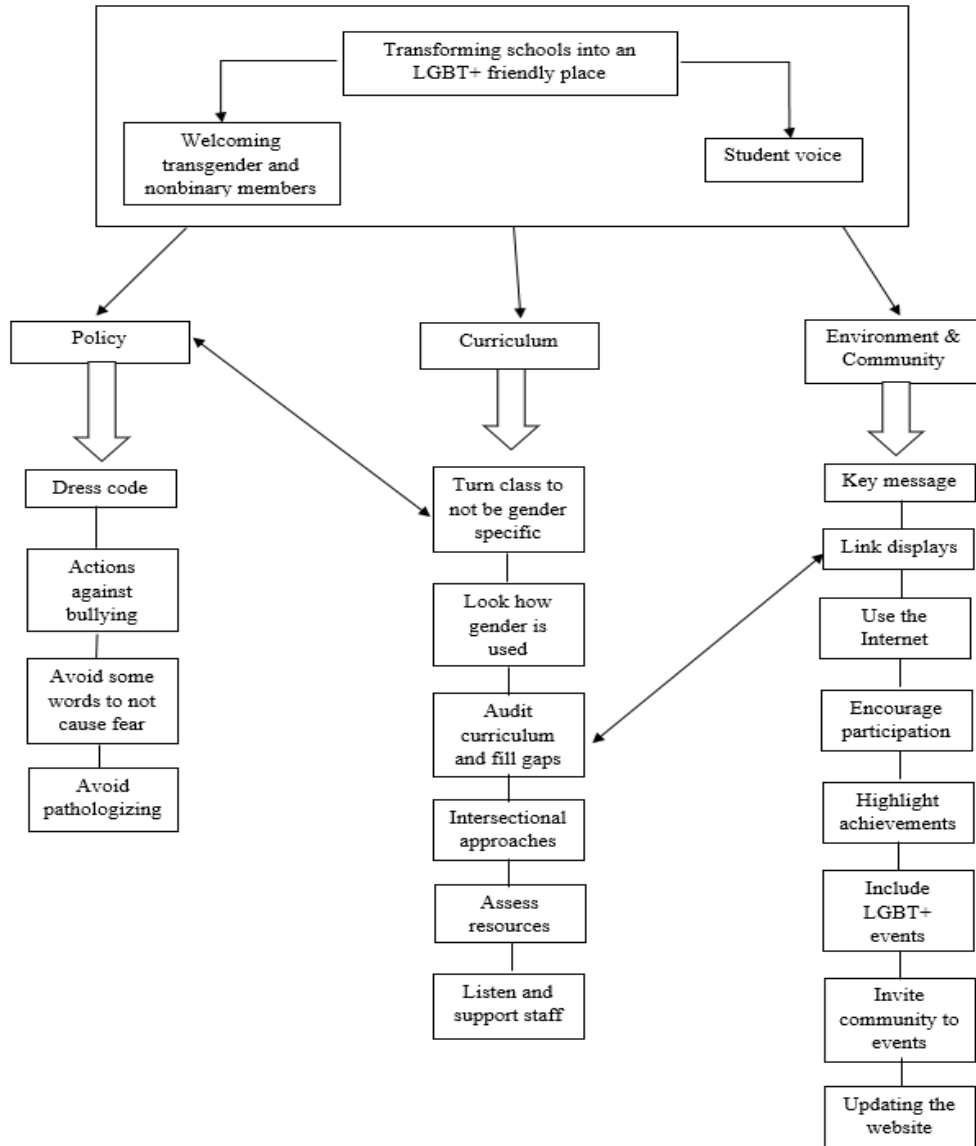 Transforming schools into an
LGBT+ friendly place
Welcoming
transgender and
nonbinary members
Student voice
Policy
Curriculum
Environment &
Community
Dress code
Actions
against
bullying
Avoid some
words to not
cause fear
Avoid
pathologizing
Turn class to
not be gender
specific
Look how
gender is
used
Audit
curriculum
and fill gaps
Intersectional
approaches
Assess
resources
Listen and
support staff
Key message
Link displays
Use the
Internet
Encourage
participation
Highlight
achievements
Include
LGBT+
events
Invite
community to
events
Updating the
website